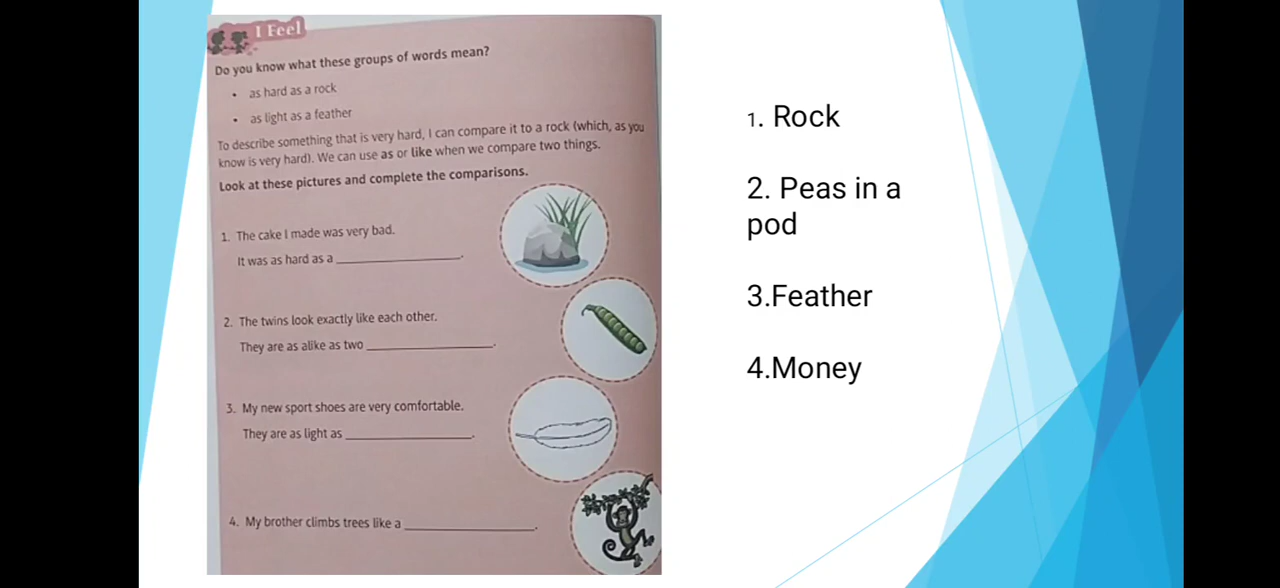 I Feel
Do you know what these groups of words mean?
• as hard as a rock
• as light as a feather
To describe something that is very hard, I can compare it to a rock (which, as you
know is very hard). We can use as or like when we compare two things.
Look at these pictures and complete the comparisons.
1. The cake I made was very bad.
It was as hard as a ______________.
2. The twins look exactly like each other.
They are as alike as two ______________.
3. My new sport shoes are very comfortable.
They are as light as ______________.
4. My brother climbs trees like a ______________.
1. Rock
2. Peas in a
pod
3.Feather
4.Money